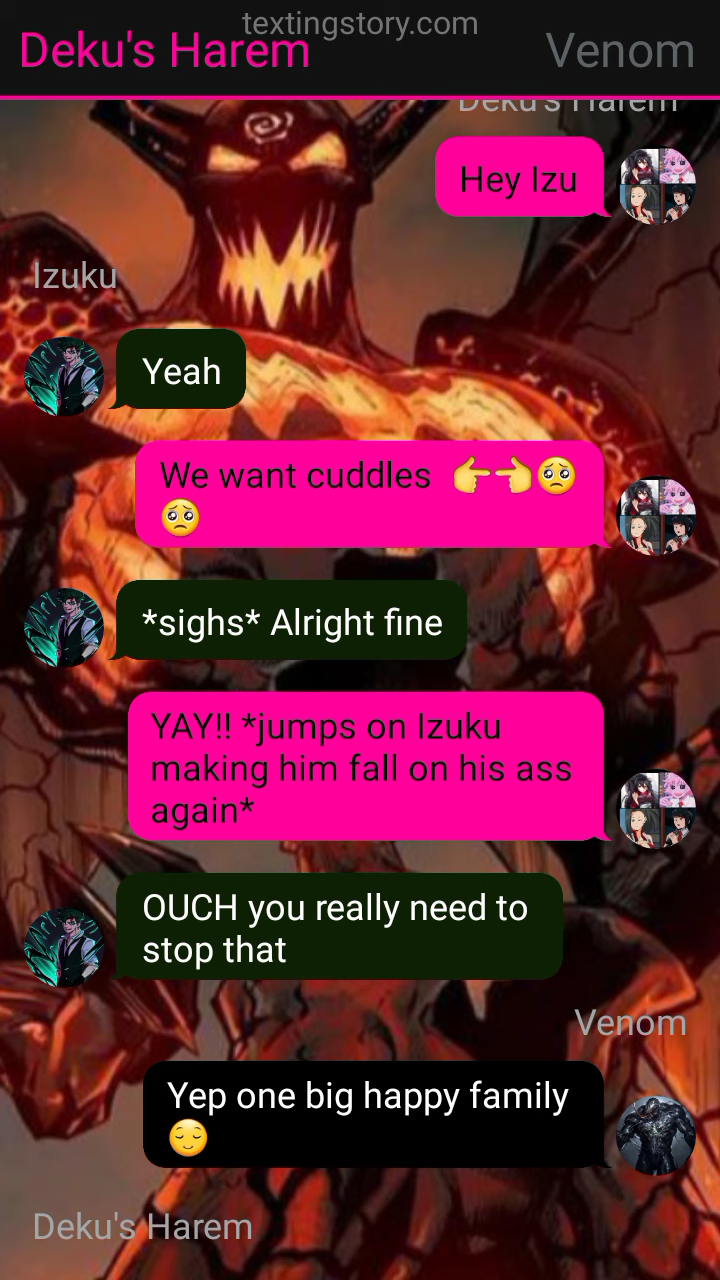 textingstory.com
Deku's Harem
Venom
Deku's Harem
Hey Izu
Izuku
Yeah
We want cuddles 👉👈🥺
🥺
*sighs* Alright fine
YAY!! *jumps on Izuku
making him fall on his ass
again*
OUCH you really need to
stop that
Venom
Yep one big happy family
😌
Deku's Harem